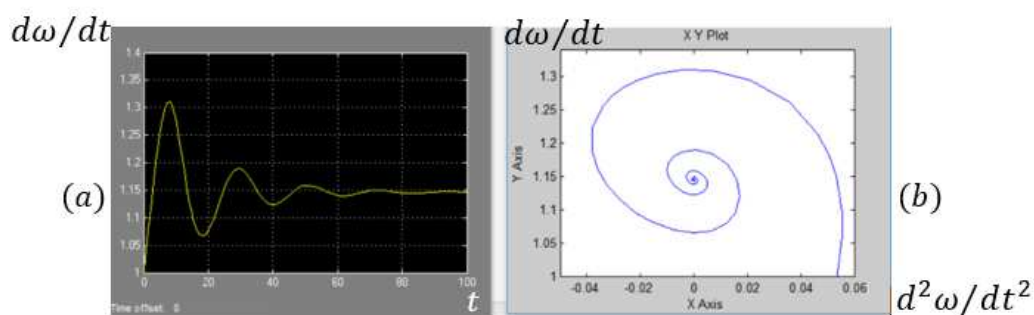 dω/dt
1.4
1.35
1.3
1.25
1.2
1.15
1.1
1.05
1
0 20 40 60 80 100
Time offset: 0
t
(a)
dω/dt
X Y Plot
1.3
1.25
1.2
1.15
1.1
1.05
1
Y Axis
-0.04 -0.02 0 0.02 0.04 0.06
X Axis
(b)
d²ω/dt²